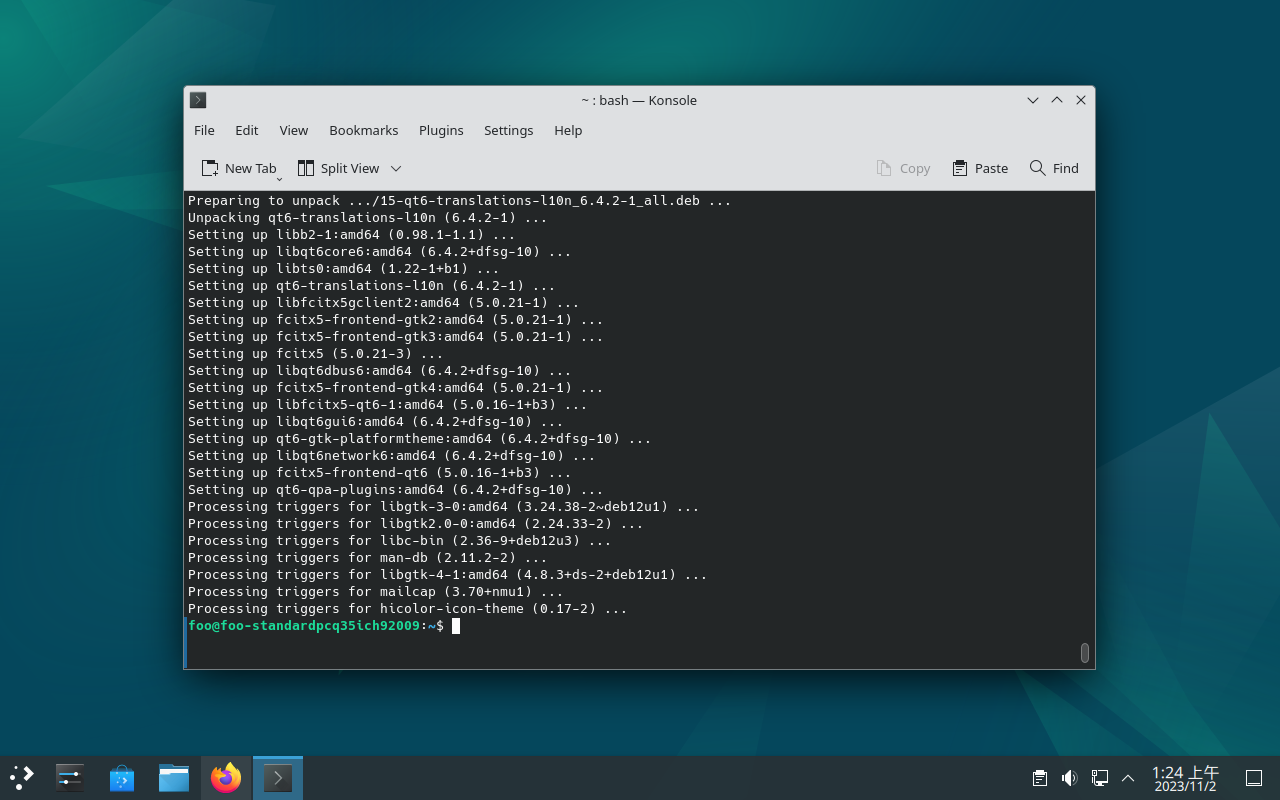 ~ : bash — Konsole
File Edit View Bookmarks Plugins Settings Help
New Tab Split View Copy Paste Find
Preparing to unpack .../15-qt6-translations-l10n_6.4.2-1_all.deb ...
Unpacking qt6-translations-l10n (6.4.2-1) ...
Setting up libb2-1:amd64 (0.98.1-1.1) ...
Setting up libqt6core6:amd64 (6.4.2+dfsg-10) ...
Setting up libts0:amd64 (1.22-1+b1) ...
Setting up qt6-translations-l10n (6.4.2-1) ...
Setting up libfcitx5gclient2:amd64 (5.0.21-1) ...
Setting up fcitx5-frontend-gtk2:amd64 (5.0.21-1) ...
Setting up fcitx5-frontend-gtk3:amd64 (5.0.21-1) ...
Setting up fcitx5 (5.0.21-3) ...
Setting up libqt6dbus6:amd64 (6.4.2+dfsg-10) ...
Setting up fcitx5-frontend-gtk4:amd64 (5.0.21-1) ...
Setting up libfcitx5-qt6-1:amd64 (5.0.16-1+b3) ...
Setting up libqt6gui6:amd64 (6.4.2+dfsg-10) ...
Setting up qt6-gtk-platformtheme:amd64 (6.4.2+dfsg-10) ...
Setting up libqt6network6:amd64 (6.4.2+dfsg-10) ...
Setting up fcitx5-frontend-qt6 (5.0.16-1+b3) ...
Setting up qt6-qpa-plugins:amd64 (6.4.2+dfsg-10) ...
Processing triggers for libgtk-3-0:amd64 (3.24.38-2~deb12u1) ...
Processing triggers for libgtk2.0-0:amd64 (2.24.33-2) ...
Processing triggers for libc-bin (2.36-9+deb12u3) ...
Processing triggers for man-db (2.11.2-2) ...
Processing triggers for libgtk-4-1:amd64 (4.8.3+ds-2+deb12u1) ...
Processing triggers for mailcap (3.70+nmu1) ...
Processing triggers for hicolor-icon-theme (0.17-2) ...
foo@foo-standardpcq35ich92009:~$
1:24 上午
2023/11/2